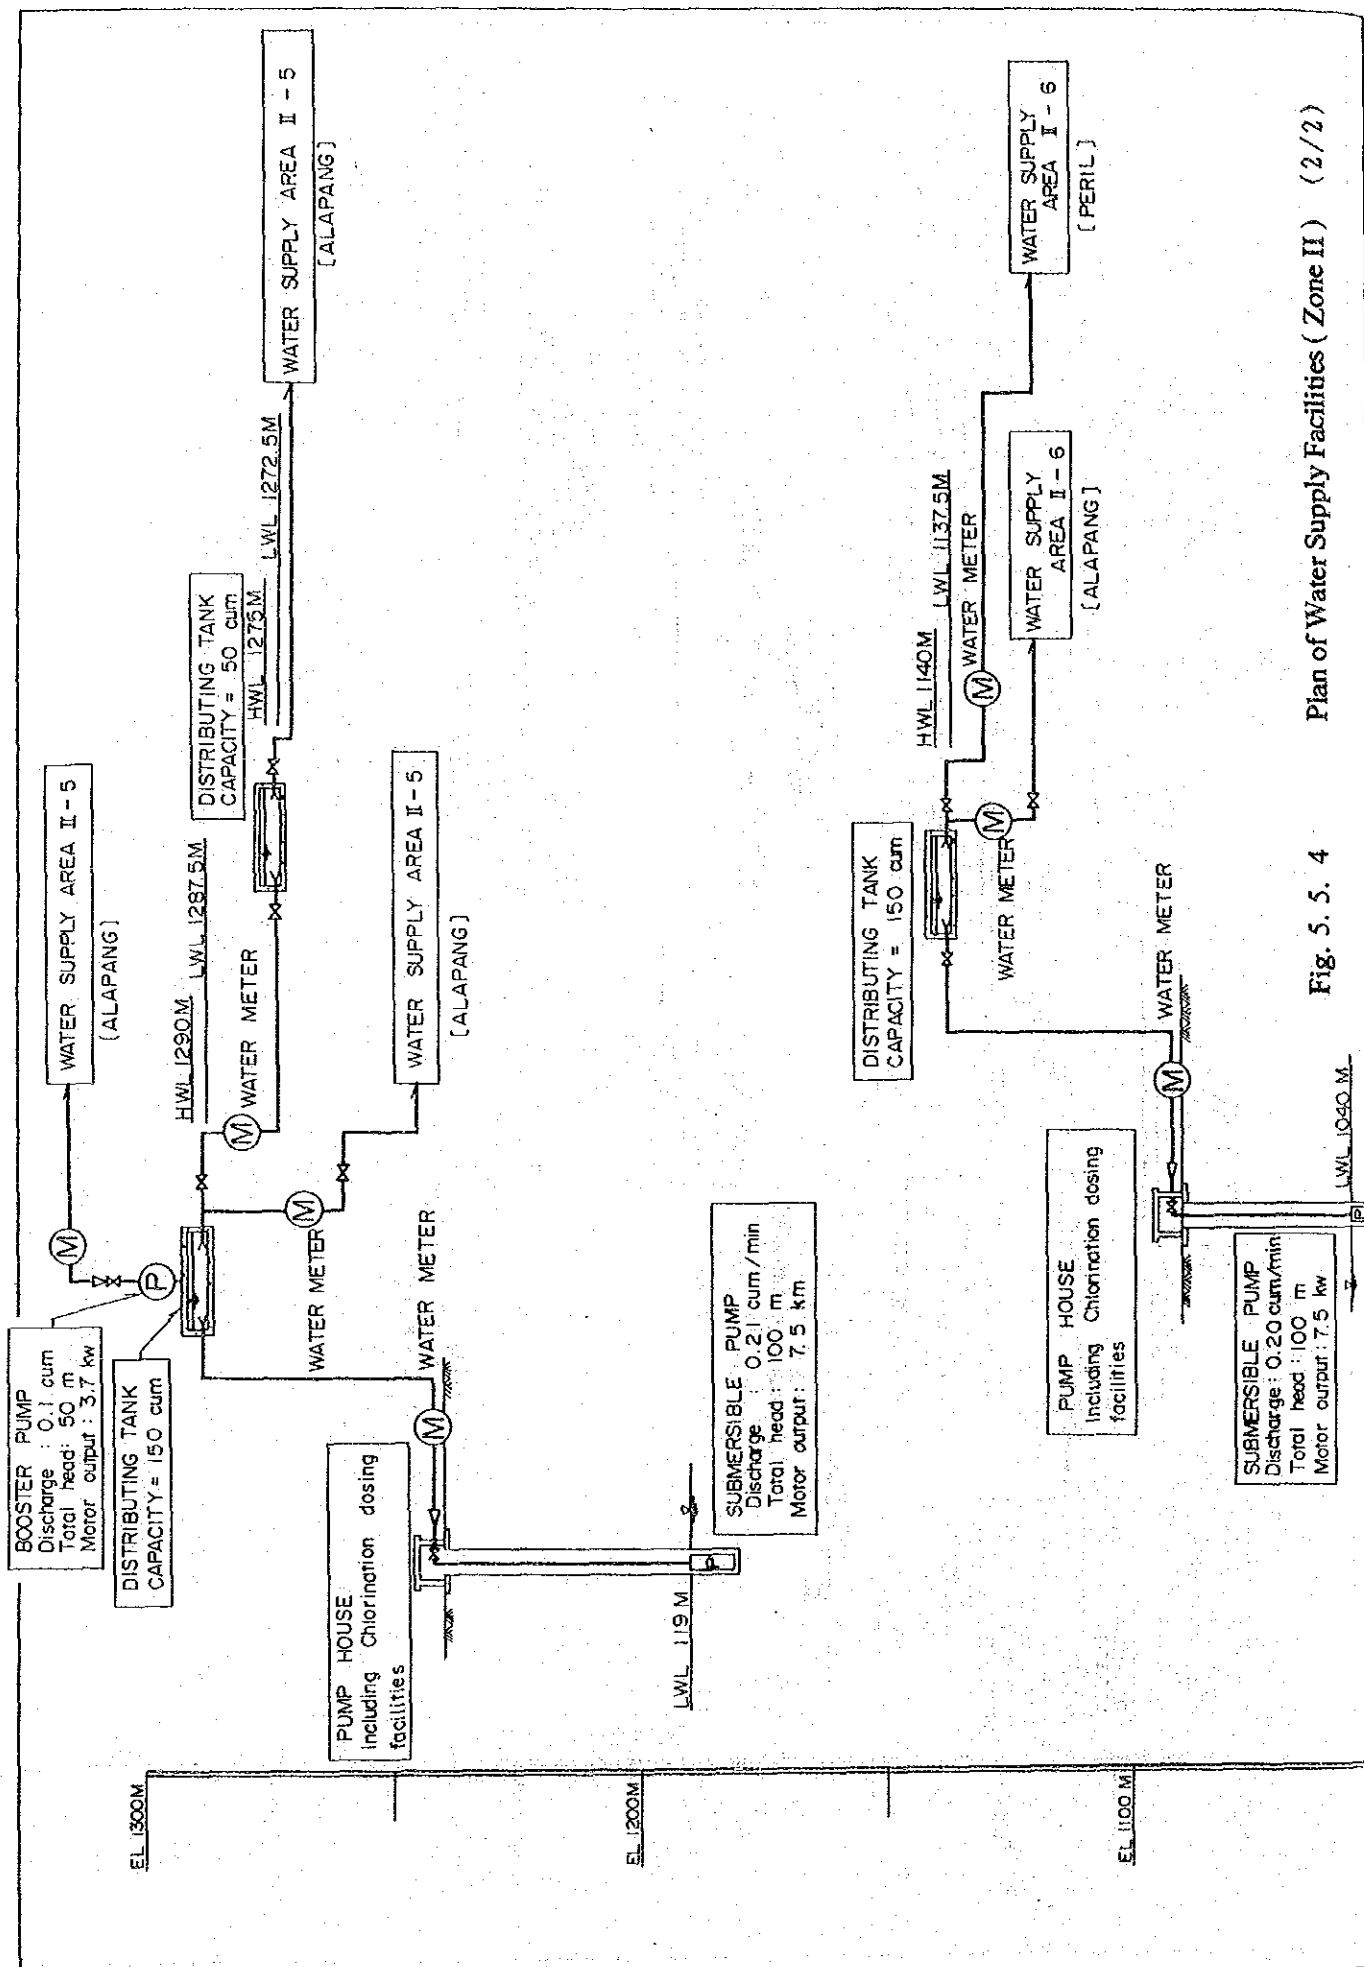 BOOSTER PUMP
Discharge : 0.1 cum
Total head: 50 m
Motor output : 3.7 kw
DISTRIBUTING TANK
CAPACITY = 150 cum
P
M
WATER SUPPLY AREA II - 5
[ALAPANG]
HWL 1290M LWL 1287.5M
M
WATER METER
DISTRIBUTING TANK
CAPACITY = 50 cum
HWL 1275M LWL 1272.5M
WATER SUPPLY AREA II - 5
[ALAPANG]
M
WATER METER
WATER SUPPLY AREA II - 5
[ALAPANG]
PUMP HOUSE
Including Chlorination dosing
facilities
M
WATER METER
LWL 119 M
P
SUBMERSIBLE PUMP
Discharge : 0.21 cum/min
Total head : 100 m
Motor output : 7.5 km
EL 1300M
EL 1200M
EL 1100 M
DISTRIBUTING TANK
CAPACITY = 150 cum
HWL 1140M LWL 1137.5M
M
WATER METER
WATER SUPPLY
AREA II - 6
[PERIL]
M
WATER METER
WATER SUPPLY
AREA II - 6
[ALAPANG]
PUMP HOUSE
Including Chlorination dosing
facilities
M
WATER METER
SUBMERSIBLE PUMP
Discharge : 0.20 cum/min
Total head : 100 m
Motor output : 7.5 kw
LWL 1040 M
P
Fig. 5. 5. 4 Plan of Water Supply Facilities ( Zone II ) (2/2)